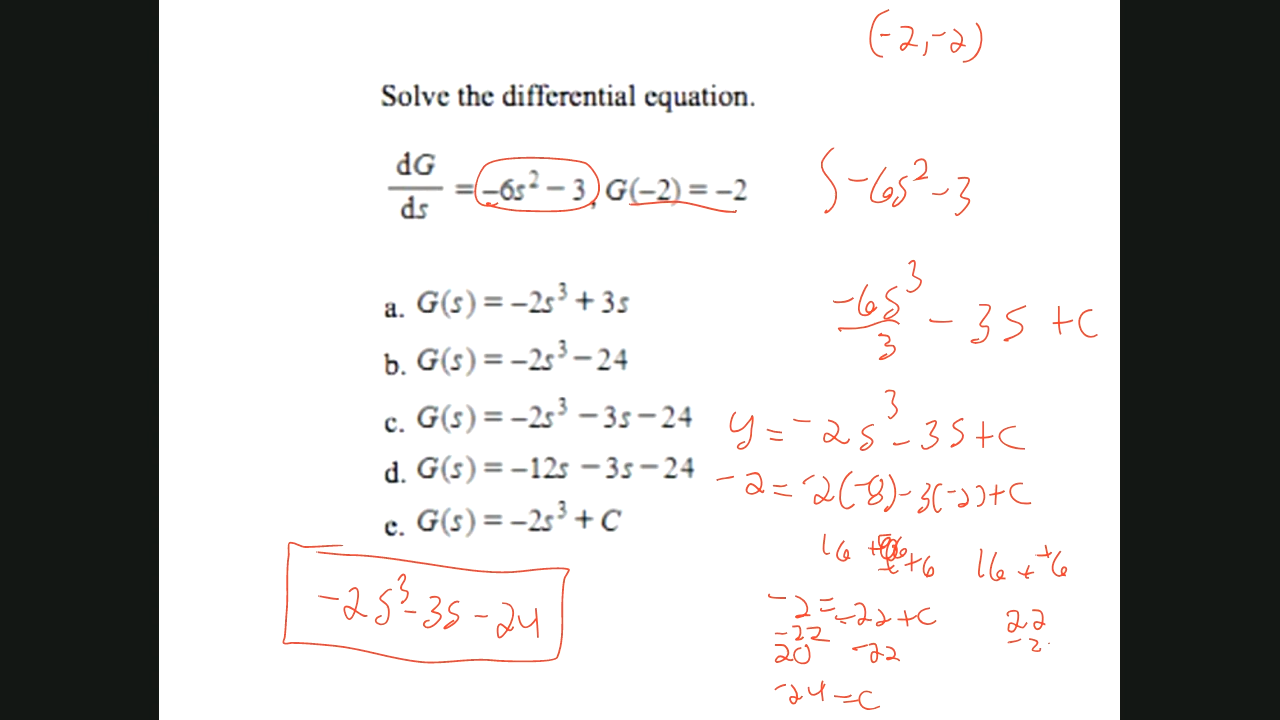 (-2,-2)
Solve the differential equation.
dG/ds = -6s² - 3, G(-2) = -2
∫ -6s² - 3
a. G(s) = -2s³ + 3s
-6s³/3 - 3s + C
b. G(s) = -2s³ - 24
c. G(s) = -2s³ - 3s - 24
y = -2s³ - 3s + C
d. G(s) = -12s - 3s - 24
-2 = -2(-8) - 3(-2) + C
e. G(s) = -2s³ + C
16 + +6
16 + +6
-2s³ - 3s - 24
-2 = -22 + C
22
-22 -22
20
-24 = C